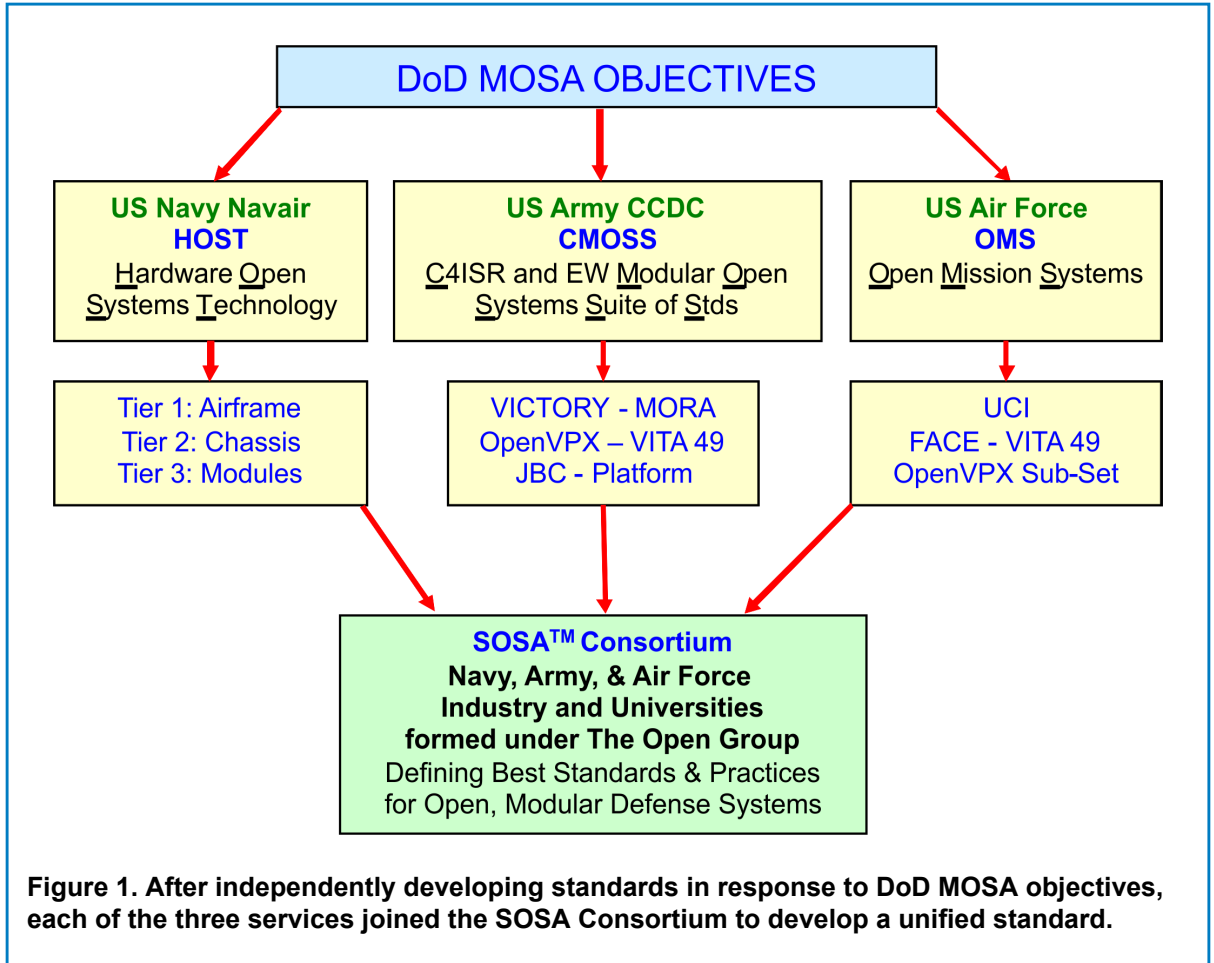 DoD MOSA OBJECTIVES
US Navy Navair
HOST
Hardware Open
Systems Technology
US Army CCDC
CMOSS
C4ISR and EW Modular Open
Systems Suite of Stds
US Air Force
OMS
Open Mission Systems
Tier 1: Airframe
Tier 2: Chassis
Tier 3: Modules
VICTORY - MORA
OpenVPX – VITA 49
JBC - Platform
UCI
FACE - VITA 49
OpenVPX Sub-Set
SOSA™ Consortium
Navy, Army, & Air Force
Industry and Universities
formed under The Open Group
Defining Best Standards & Practices
for Open, Modular Defense Systems
Figure 1. After independently developing standards in response to DoD MOSA objectives,
each of the three services joined the SOSA Consortium to develop a unified standard.